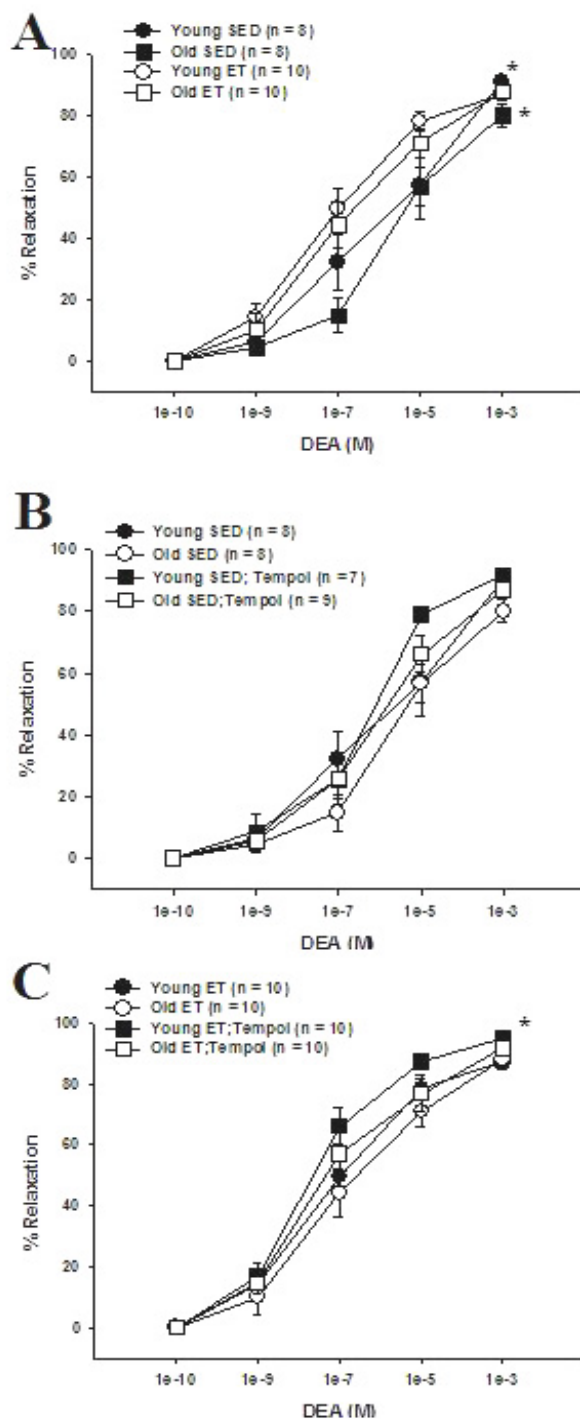 A
Young SED (n = 8)
Old SED (n = 8)
Young ET (n = 10)
Old ET (n = 10)
100
80
60
40
20
0
% Relaxation
*
*
1e-10 1e-9 1e-7 1e-5 1e-3
DEA (M)
B
Young SED (n = 8)
Old SED (n = 8)
Young SED; Tempol (n = 7)
Old SED;Tempol (n = 9)
100
80
60
40
20
0
% Relaxation
1e-10 1e-9 1e-7 1e-5 1e-3
DEA (M)
C
Young ET (n = 10)
Old ET (n = 10)
Young ET;Tempol (n = 10)
Old ET;Tempol (n = 10)
100
80
60
40
20
0
% Relaxation
*
1e-10 1e-9 1e-7 1e-5 1e-3
DEA (M)